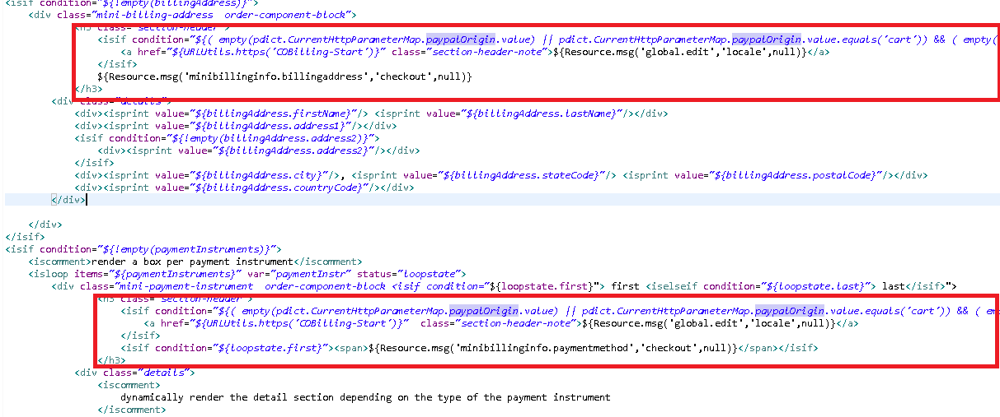 <isif condition="${!empty(billingAddress)}">
<div class="mini-billing-address  order-component-block">
<h3 class="section-header">
<isif condition="${( empty(pdict.CurrentHttpParameterMap.paypalOrigin.value) || pdict.CurrentHttpParameterMap.paypalOrigin.value.equals('cart')) && ( empty(
<a href="${URLUtils.https('COBilling-Start')}" class="section-header-note">${Resource.msg('global.edit','locale',null)}</a>
</isif>
${Resource.msg('minibillinginfo.billingaddress','checkout',null)}
</h3>
<div class="details">
<div><isprint value="${billingAddress.firstName}"/> <isprint value="${billingAddress.lastName}"/></div>
<div><isprint value="${billingAddress.address1}"/></div>
<isif condition="${!empty(billingAddress.address2)}">
<div><isprint value="${billingAddress.address2}"/></div>
</isif>
<div><isprint value="${billingAddress.city}"/>, <isprint value="${billingAddress.stateCode}"/> <isprint value="${billingAddress.postalCode}"/></div>
<div><isprint value="${billingAddress.countryCode}"/></div>
</div>
</div>
</isif>
<isif condition="${!empty(paymentInstruments)}">
<iscomment>render a box per payment instrument</iscomment>
<isloop items="${paymentInstruments}" var="paymentInstr" status="loopstate">
<div class="mini-payment-instrument  order-component-block <isif condition="${loopstate.first}"> first <iselseif condition="${loopstate.last}"> last</isif>">
<h3 class="section-header">
<isif condition="${( empty(pdict.CurrentHttpParameterMap.paypalOrigin.value) || pdict.CurrentHttpParameterMap.paypalOrigin.value.equals('cart')) && ( em
<a href="${URLUtils.https('COBilling-Start')}"  class="section-header-note">${Resource.msg('global.edit','locale',null)}</a>
</isif>
<isif condition="${loopstate.first}"><span>${Resource.msg('minibillinginfo.paymentmethod','checkout',null)}</span></isif>
</h3>
<div class="details">
<iscomment>
dynamically render the detail section depending on the type of the payment instrument
</iscomment>